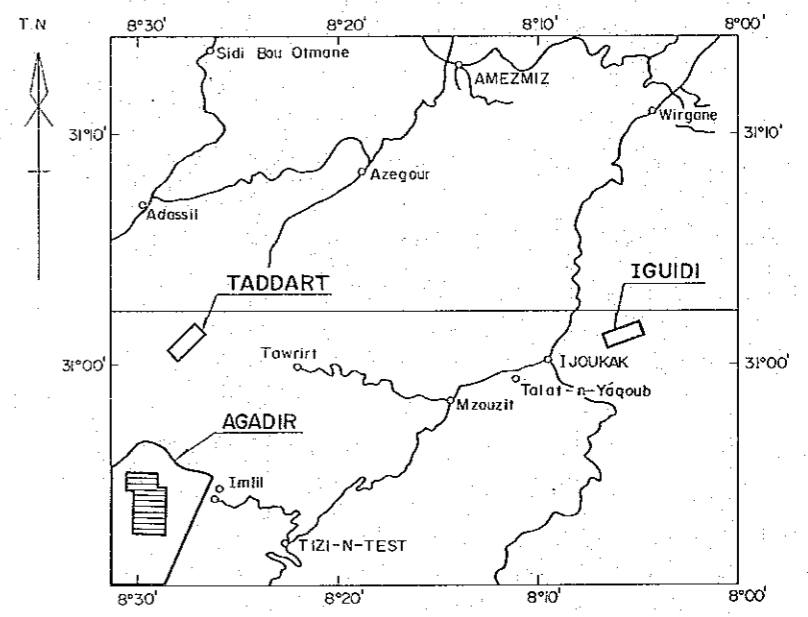 T.N
8°30'
8°20'
8°10'
8°00'
Sidi Bou Otmane
AMEZMIZ
31°10'
Wirgane
31°10'
Azegour
Adassil
TADDART
IGUIDI
Tawrirt
31°00'
IJOUKAK
31°00'
Talat-n-Yáqoub
Mzouzit
AGADIR
Imlil
TIZI-N-TEST
8°30'
8°20'
8°10'
8°00'